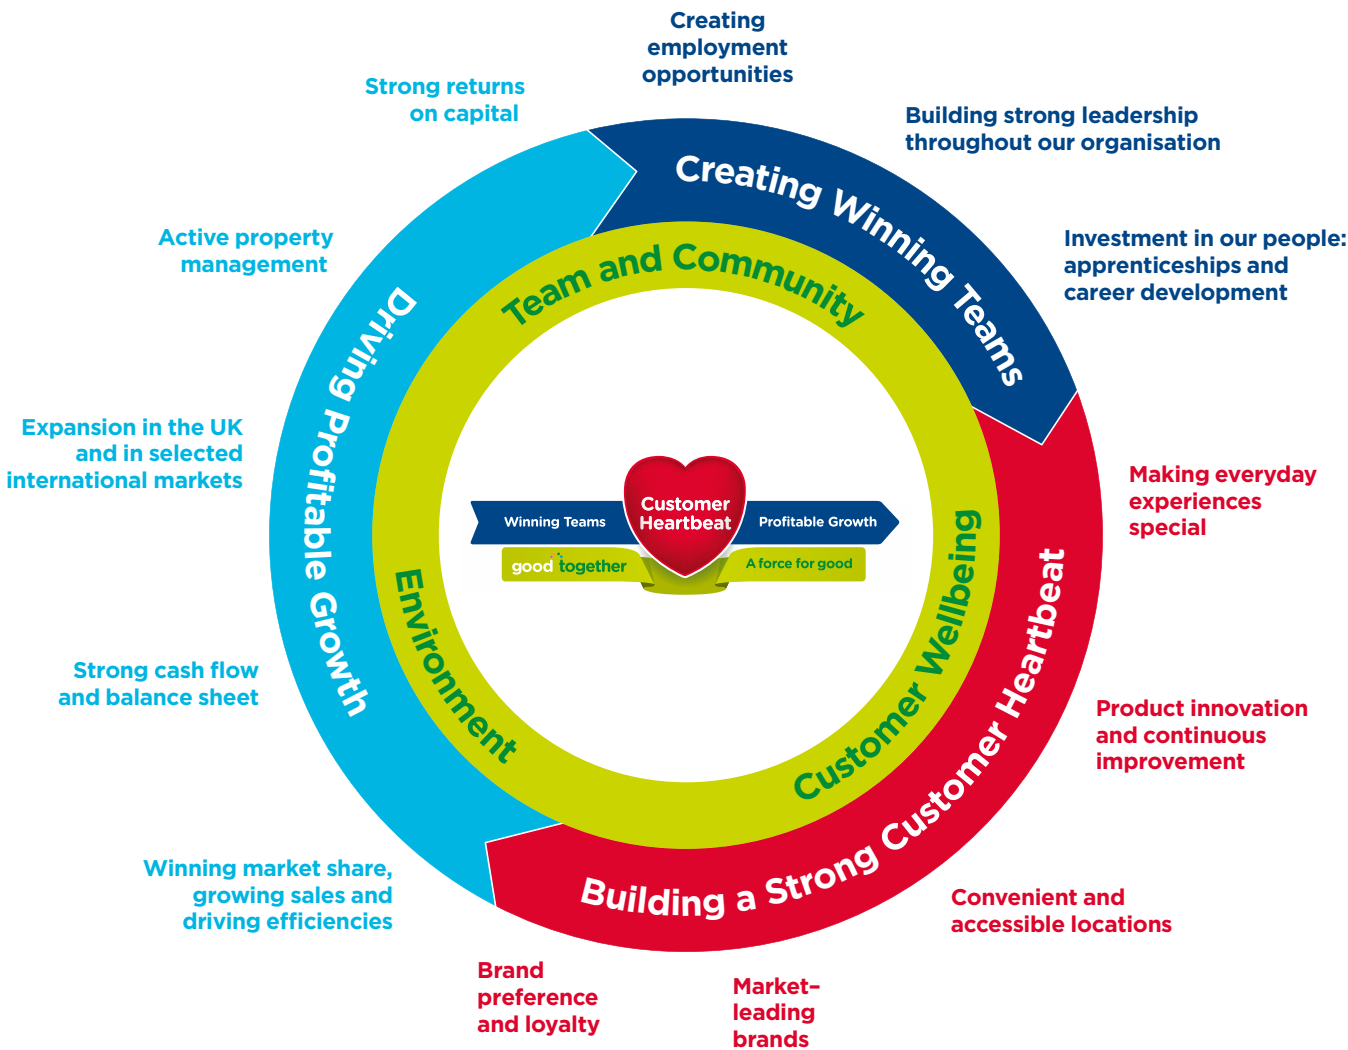 Creating
employment
opportunities
Building strong leadership
throughout our organisation
Investment in our people:
apprenticeships and
career development
Making everyday
experiences
special
Product innovation
and continuous
improvement
Convenient and
accessible locations
Market–
leading
brands
Brand
preference
and loyalty
Winning market share,
growing sales and
driving efficiencies
Strong cash flow
and balance sheet
Expansion in the UK
and in selected
international markets
Active property
management
Strong returns
on capital
Creating Winning Teams
Building a Strong Customer Heartbeat
Driving Profitable Growth
Team and Community
Customer Wellbeing
Environment
Winning Teams
Customer
Heartbeat
Profitable Growth
good together
A force for good